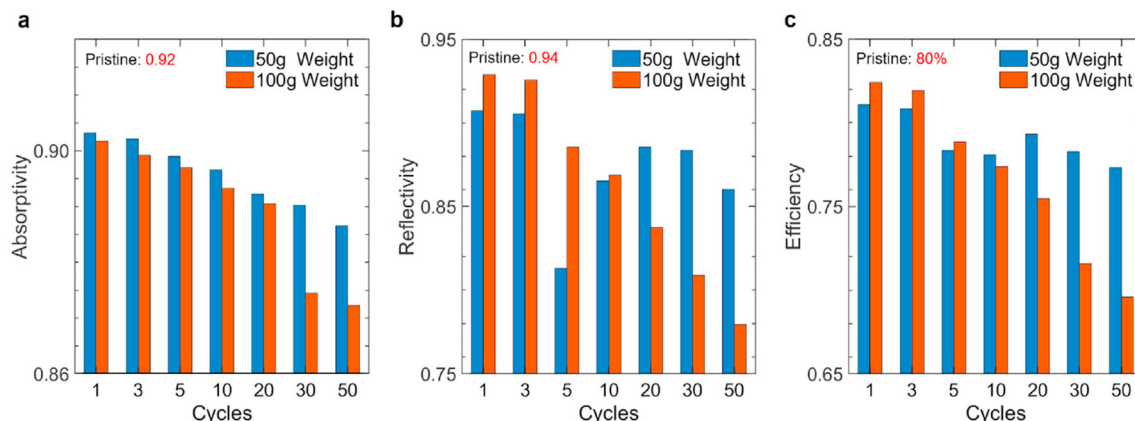 a
Pristine: 0.92
50g Weight
100g Weight
0.90
0.86
Absorptivity
1 3 5 10 20 30 50
Cycles
b
0.95
Pristine: 0.94
50g Weight
100g Weight
0.85
0.75
Reflectivity
1 3 5 10 20 30 50
Cycles
c
0.85
Pristine: 80%
50g Weight
100g Weight
0.75
0.65
Efficiency
1 3 5 10 20 30 50
Cycles